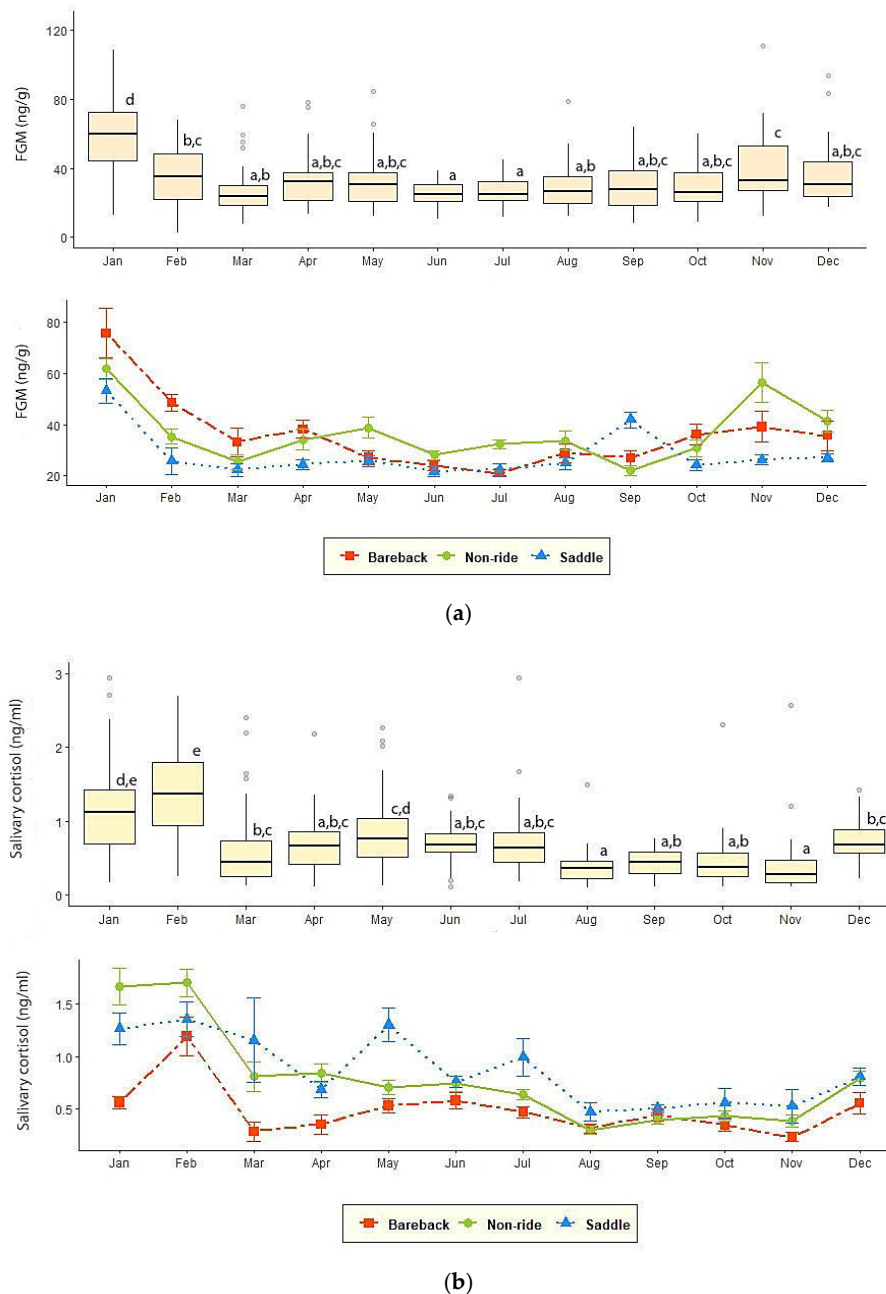 FGM (ng/g)
120
80
40
0
d
b,c
a,b
a,b,c
a,b,c
a
a
a,b
a,b,c
a,b,c
c
a,b,c
Jan Feb Mar Apr May Jun Jul Aug Sep Oct Nov Dec
FGM (ng/g)
80
60
40
20
Jan Feb Mar Apr May Jun Jul Aug Sep Oct Nov Dec
Bareback Non-ride Saddle
(a)
Salivary cortisol (ng/ml)
3
2
1
0
d,e
e
b,c
a,b,c
c,d
a,b,c
a,b,c
a
a,b
a,b
a
b,c
Jan Feb Mar Apr May Jun Jul Aug Sep Oct Nov Dec
Salivary cortisol (ng/ml)
1.5
1.0
0.5
Jan Feb Mar Apr May Jun Jul Aug Sep Oct Nov Dec
Bareback Non-ride Saddle
(b)